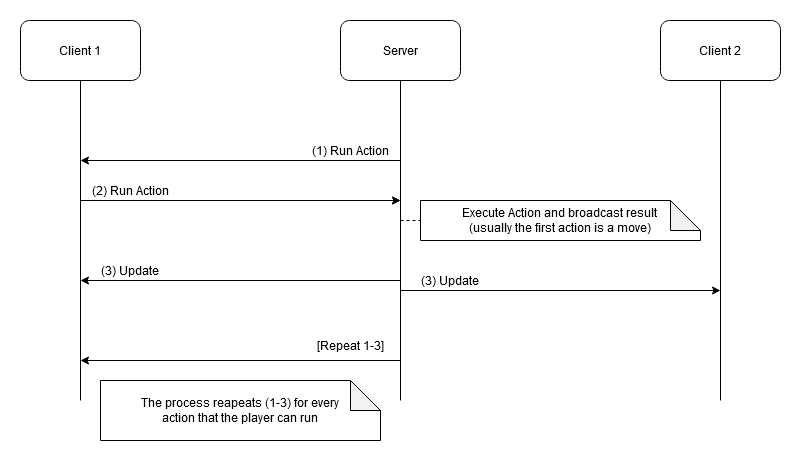 Client 1
Server
Client 2
(1) Run Action
(2) Run Action
Execute Action and broadcast result
(usually the first action is a move)
(3) Update
(3) Update
[Repeat 1-3]
The process reapeats (1-3) for every
action that the player can run